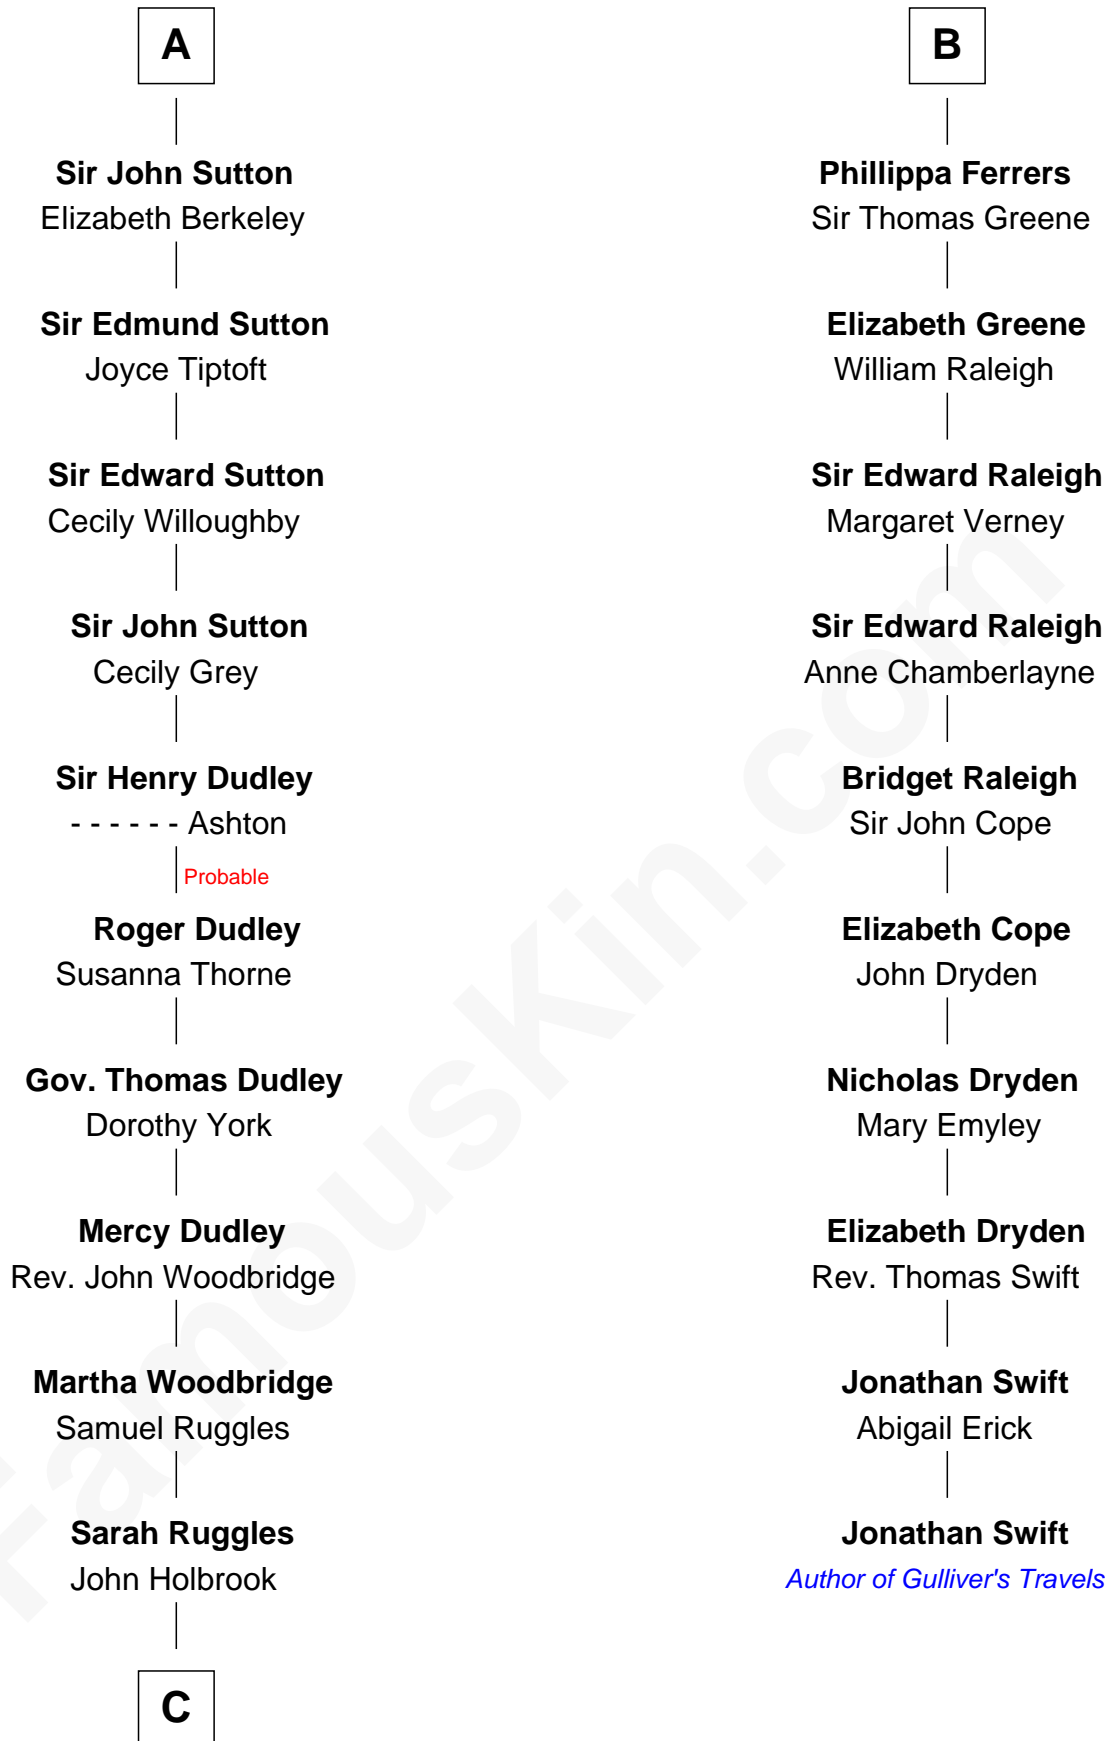 A
Sir John Sutton
Elizabeth Berkeley
Sir Edmund Sutton
Joyce Tiptoft
Sir Edward Sutton
Cecily Willoughby
Sir John Sutton
Cecily Grey
Sir Henry Dudley
- - - - - - Ashton
Probable
Roger Dudley
Susanna Thorne
Gov. Thomas Dudley
Dorothy York
Mercy Dudley
Rev. John Woodbridge
Martha Woodbridge
Samuel Ruggles
Sarah Ruggles
John Holbrook
C
B
Phillippa Ferrers
Sir Thomas Greene
Elizabeth Greene
William Raleigh
Sir Edward Raleigh
Margaret Verney
Sir Edward Raleigh
Anne Chamberlayne
Bridget Raleigh
Sir John Cope
Elizabeth Cope
John Dryden
Nicholas Dryden
Mary Emyley
Elizabeth Dryden
Rev. Thomas Swift
Jonathan Swift
Abigail Erick
Jonathan Swift
Author of Gulliver's Travels
FamousKin.com